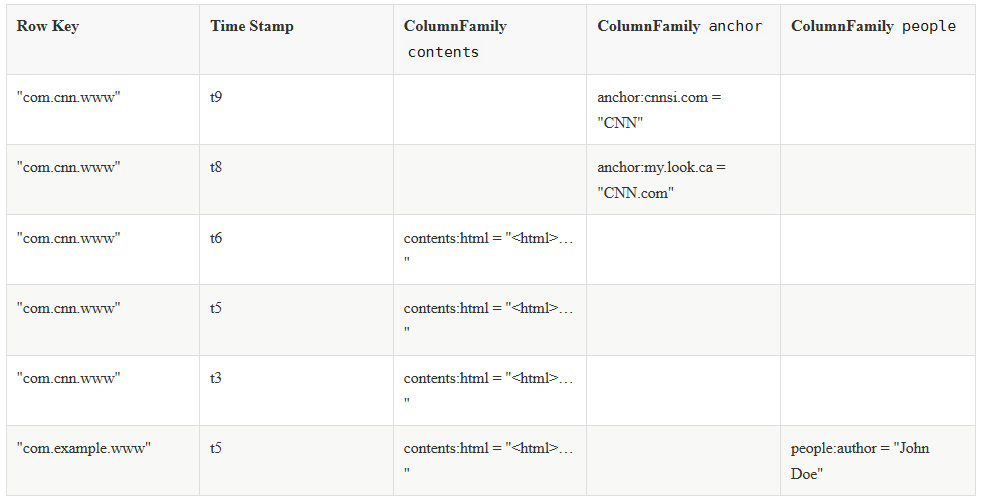 Row Key
Time Stamp
ColumnFamily
contents
ColumnFamily anchor
ColumnFamily people
"com.cnn.www"
t9
anchor:cnnsi.com =
"CNN"
"com.cnn.www"
t8
anchor:my.look.ca =
"CNN.com"
"com.cnn.www"
t6
contents:html = "<html>…
"
"com.cnn.www"
t5
contents:html = "<html>…
"
"com.cnn.www"
t3
contents:html = "<html>…
"
"com.example.www"
t5
contents:html = "<html>…
"
people:author = "John
Doe"